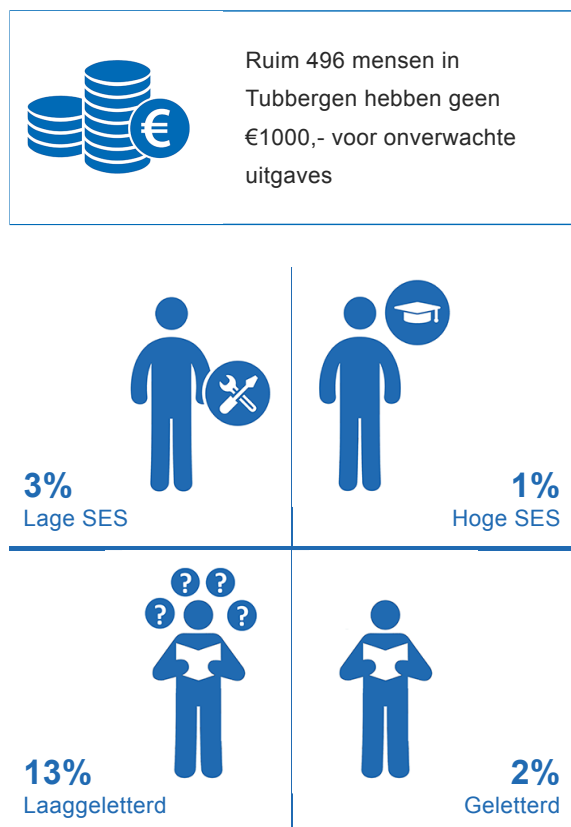 Ruim 496 mensen in
Tubbergen hebben geen
€1000,- voor onverwachte
uitgaves
€
3%
Lage SES
1%
Hoge SES
? ? ? ?
13%
Laaggeletterd
2%
Geletterd